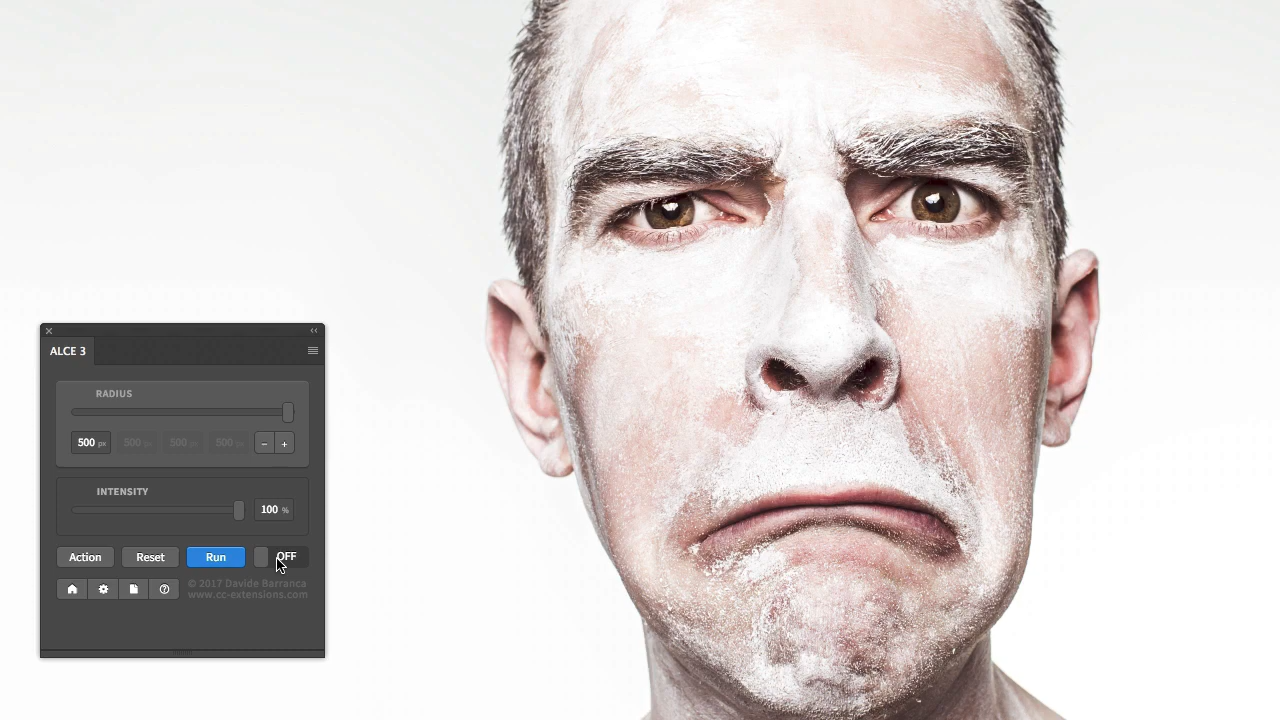 ALCE 3
RADIUS
500 px 500 px 500 px 500 px − +
INTENSITY
100 %
Action Reset Run OFF
© 2017 Davide Barranca
www.cc-extensions.com